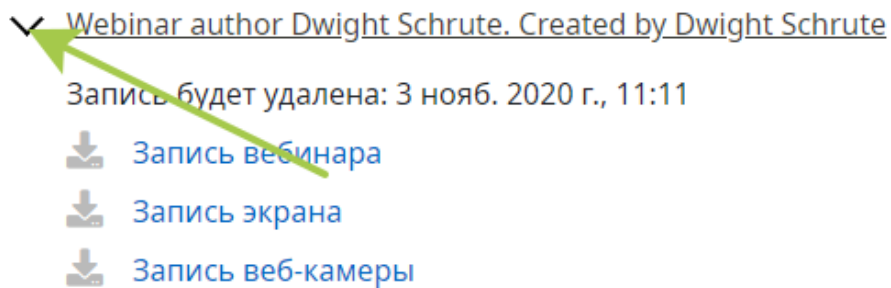 Webinar author Dwight Schrute. Created by Dwight Schrute
Запись будет удалена: 3 нояб. 2020 г., 11:11
Запись вебинара
Запись экрана
Запись веб-камеры